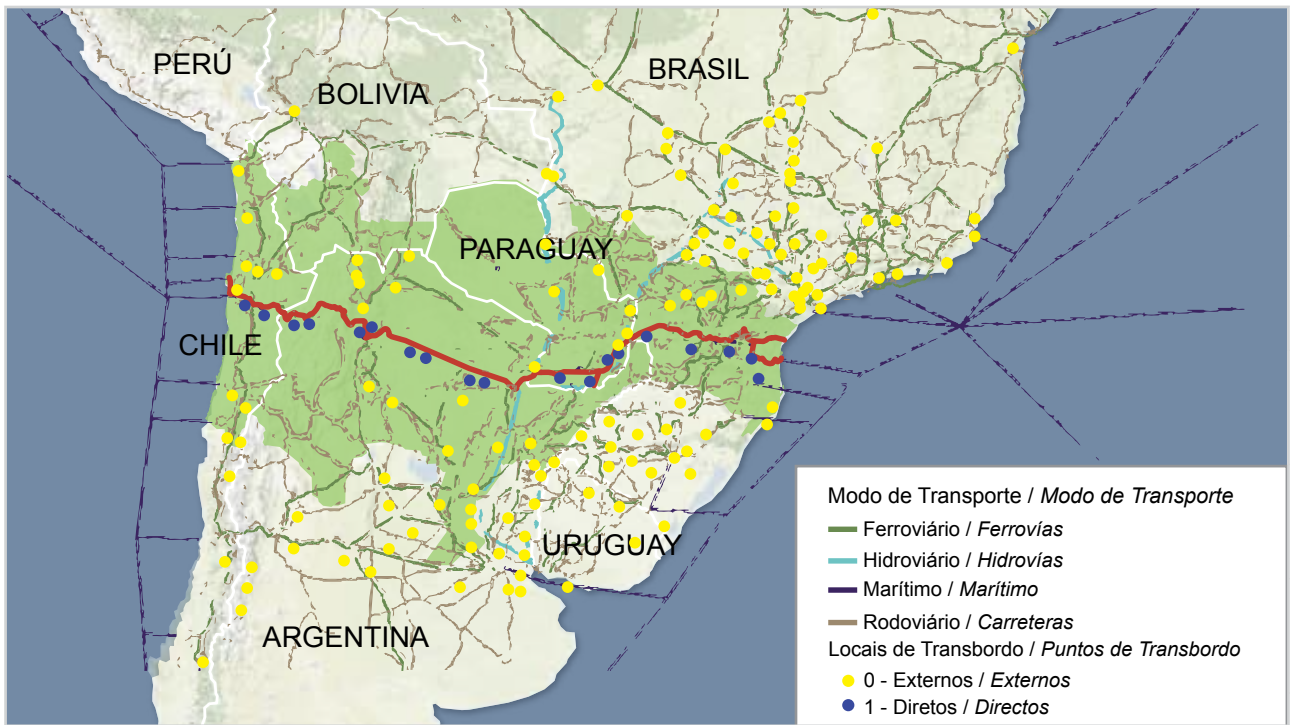 PERÚ
BOLIVIA
BRASIL
PARAGUAY
CHILE
URUGUAY
ARGENTINA
Modo de Transporte / Modo de Transporte
Ferroviário / Ferrovías
Hidroviário / Hidrovías
Marítimo / Marítimo
Rodoviário / Carreteras
Locais de Transbordo / Puntos de Transbordo
0 - Externos / Externos
1 - Diretos / Directos